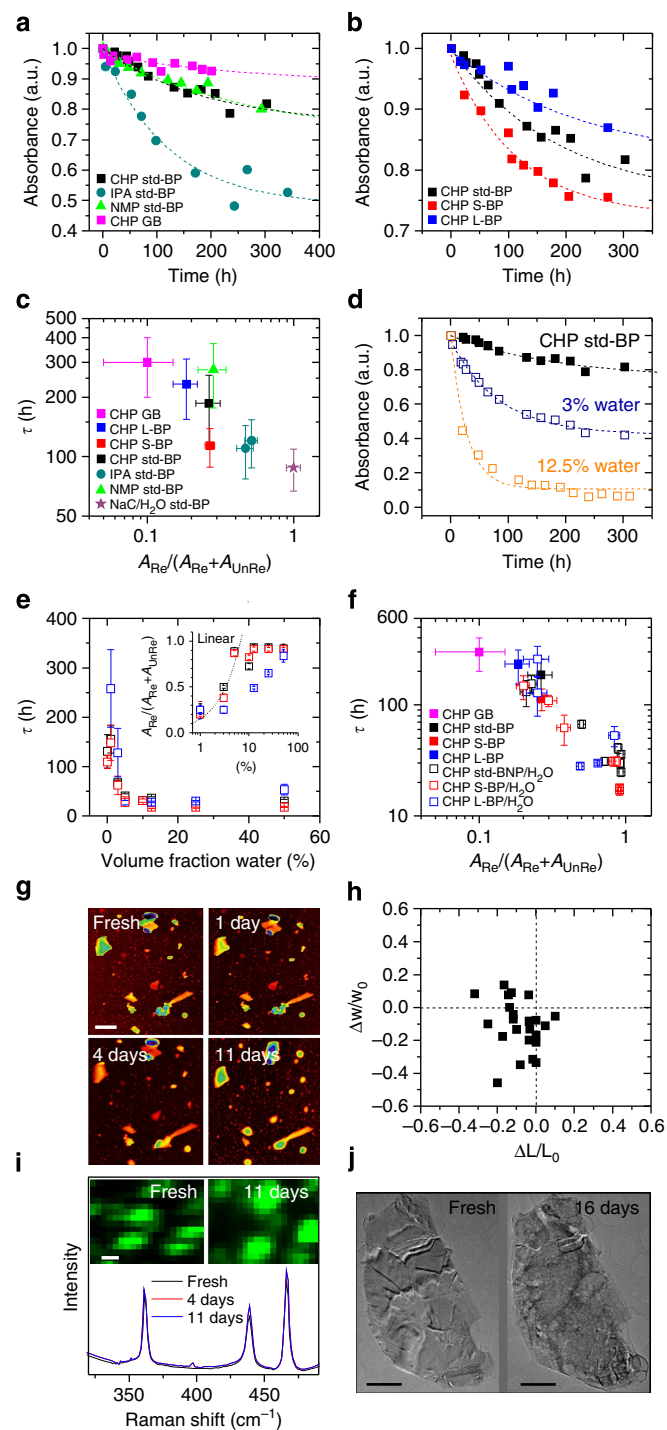 a
1.0
0.9
0.8
0.7
0.6
0.5
0.4
Absorbance (a.u.)
CHP std-BP
IPA std-BP
NMP std-BP
CHP GB
0 100 200 300 400
Time (h)
b
1.0
0.9
0.8
0.7
Absorbance (a.u.)
CHP std-BP
CHP S-BP
CHP L-BP
0 100 200 300
Time (h)
c
500
400
300
200
100
50
τ (h)
CHP GB
CHP L-BP
CHP S-BP
CHP std-BP
IPA std-BP
NMP std-BP
NaC/H₂O std-BP
0.1 1
A_Re/(A_Re+A_UnRe)
d
1.0
0.8
0.6
0.4
0.2
0.0
Absorbance (a.u.)
CHP std-BP
3% water
12.5% water
0 100 200 300
Time (h)
e
400
300
200
100
0
τ (h)
1.0
0.5
0.0
A_Re/(A_Re+A_UnRe)
Linear
1 10 100
(%)
0 20 40 60
Volume fraction water (%)
f
600
100
10
τ (h)
CHP GB
CHP std-BP
CHP S-BP
CHP L-BP
CHP std-BNP/H₂O
CHP S-BP/H₂O
CHP L-BP/H₂O
0.1 1
A_Re/(A_Re+A_UnRe)
g
Fresh
1 day
4 days
11 days
h
0.6
0.4
0.2
0.0
−0.2
−0.4
−0.6
Δw/w₀
−0.6 −0.4 −0.2 0.0 0.2 0.4 0.6
ΔL/L₀
i
Fresh
11 days
Intensity
Fresh
4 days
11 days
350 400 450
Raman shift (cm⁻¹)
j
Fresh
16 days